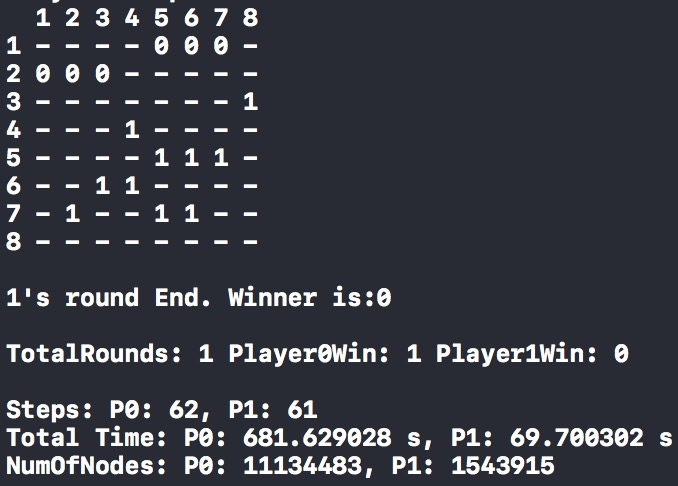 1 2 3 4 5 6 7 8
1 - - - - 0 0 0 -
2 0 0 0 - - - - -
3 - - - - - - - 1
4 - - - 1 - - - -
5 - - - - 1 1 1 -
6 - - 1 1 - - - -
7 - 1 - - 1 1 - -
8 - - - - - - - -
1's round End. Winner is:0
TotalRounds: 1 Player0Win: 1 Player1Win: 0
Steps: P0: 62, P1: 61
Total Time: P0: 681.629028 s, P1: 69.700302 s
NumOfNodes: P0: 11134483, P1: 1543915